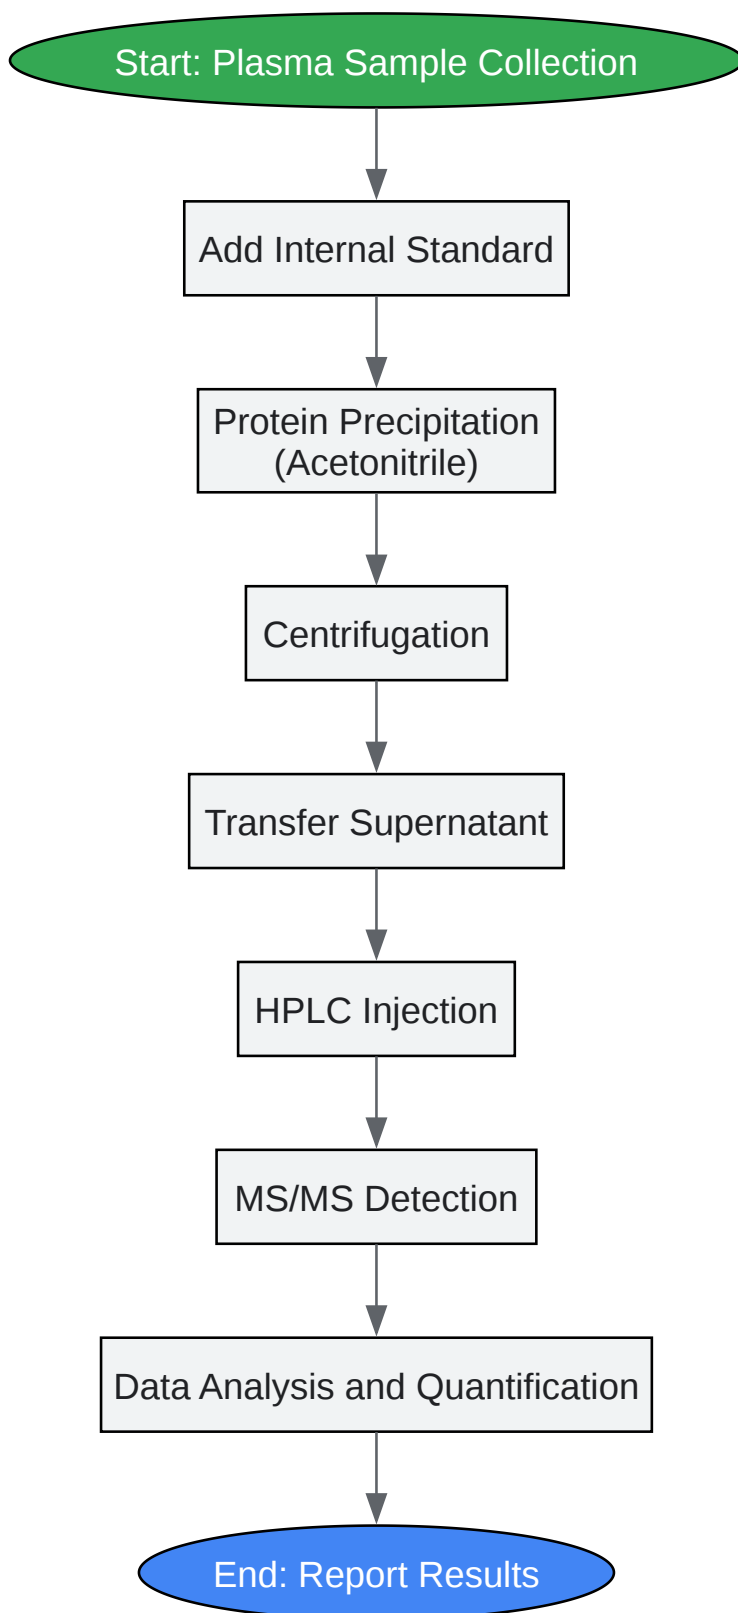 Start: Plasma Sample Collection
Add Internal Standard
Protein Precipitation
(Acetonitrile)
Centrifugation
Transfer Supernatant
HPLC Injection
MS/MS Detection
Data Analysis and Quantification
End: Report Results